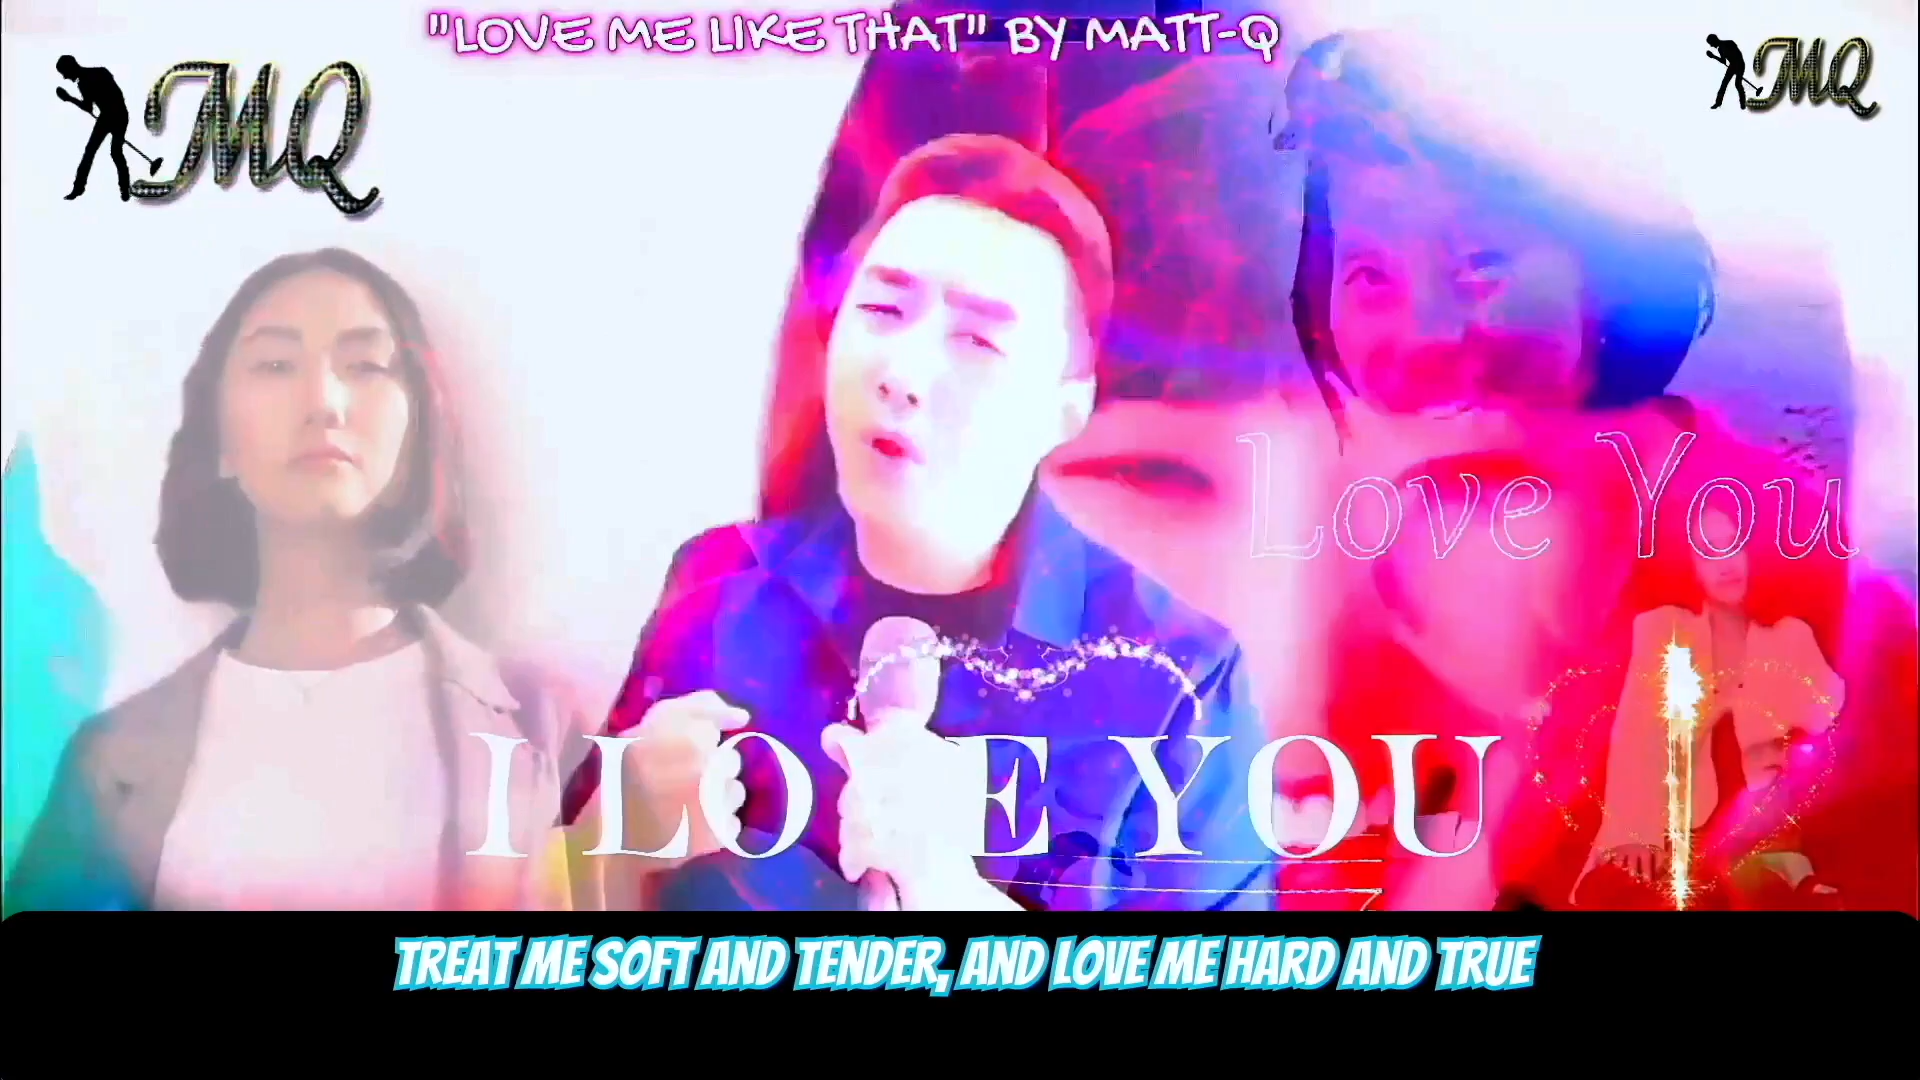 "LOVE ME LIKE THAT" BY MATT-Q
MQ
MQ
Love You
I LOVE YOU
TREAT ME SOFT AND TENDER, AND LOVE ME HARD AND TRUE